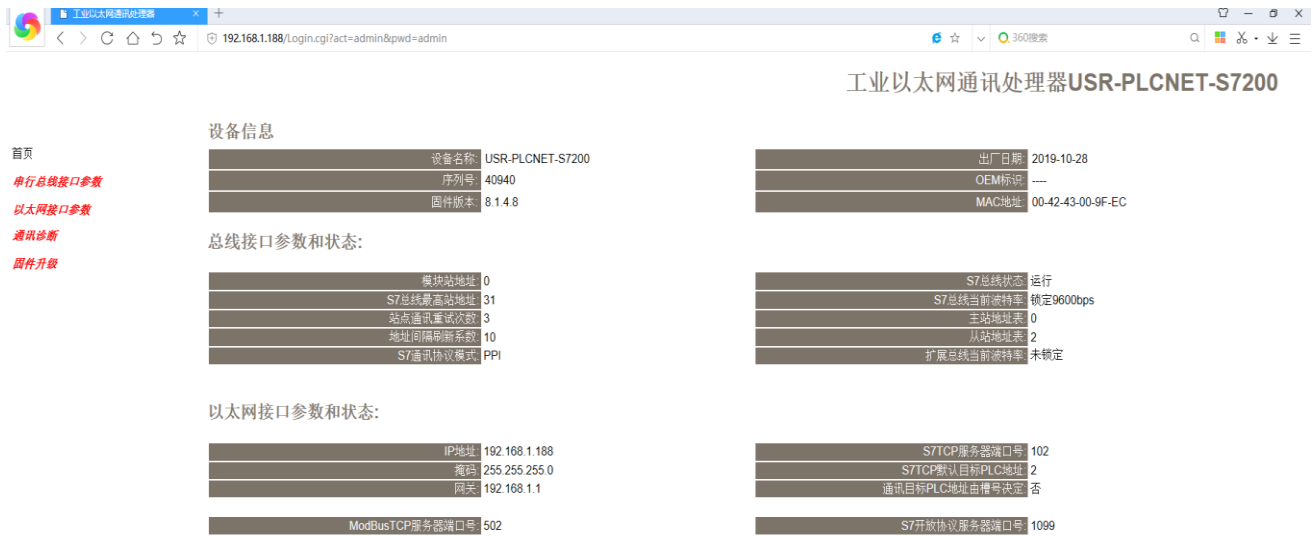 工业以太网通讯处理器
192.168.1.188/Login.cgi?act=admin&pwd=admin
360搜索
工业以太网通讯处理器USR-PLCNET-S7200
首页
串行总线接口参数
以太网接口参数
通讯诊断
固件升级
设备信息
设备名称: USR-PLCNET-S7200
出厂日期: 2019-10-28
序列号: 40940
OEM标识: ----
固件版本: 8.1.4.8
MAC地址: 00-42-43-00-9F-EC
总线接口参数和状态:
模块站地址: 0
S7总线状态: 运行
S7总线最高站地址: 31
S7总线当前波特率: 锁定9600bps
站点通讯重试次数: 3
主站地址表: 0
地址间隔刷新系数: 10
从站地址表: 2
S7通讯协议模式: PPI
扩展总线当前波特率: 未锁定
以太网接口参数和状态:
IP地址: 192.168.1.188
S7TCP服务器端口号: 102
掩码: 255.255.255.0
S7TCP默认目标PLC地址: 2
网关: 192.168.1.1
通讯目标PLC地址由槽号决定: 否
ModBusTCP服务器端口号: 502
S7开放协议服务器端口号: 1099